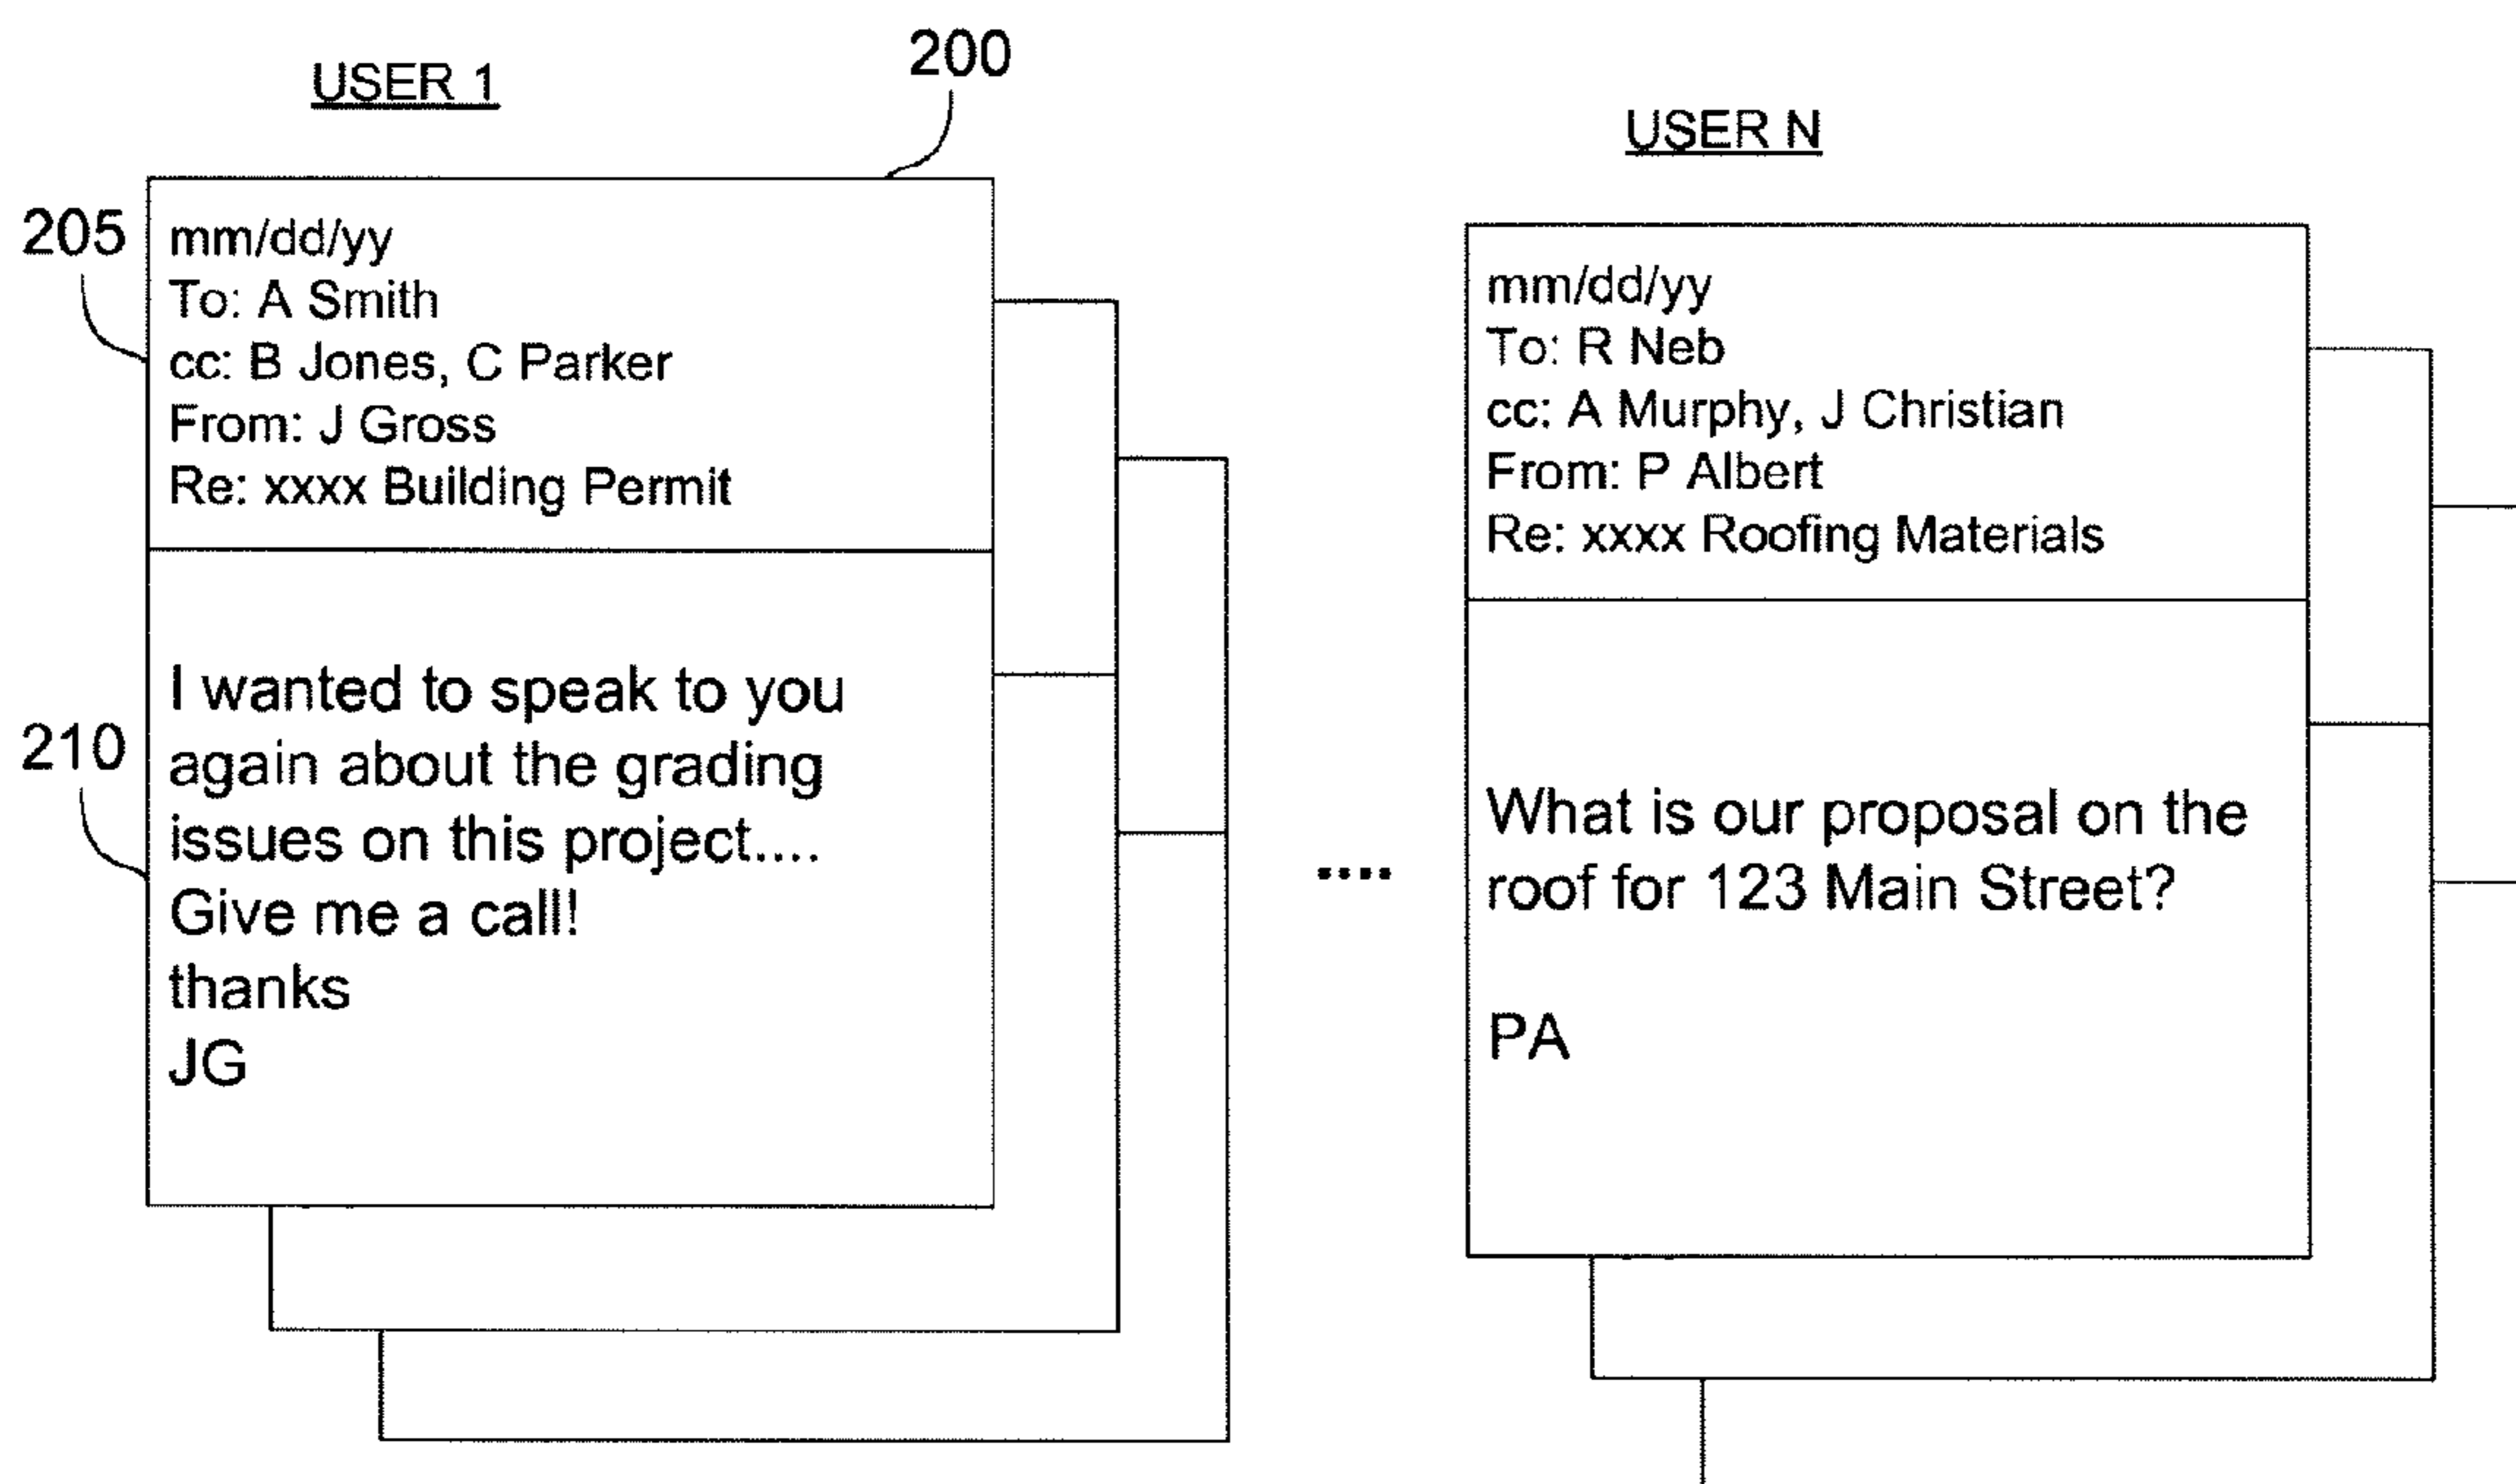 USER 1
200
205
mm/dd/yy
To: A Smith
cc: B Jones, C Parker
From: J Gross
Re: xxxx Building Permit
210
I wanted to speak to you
again about the grading
issues on this project....
Give me a call!
thanks
JG
....
USER N
mm/dd/yy
To: R Neb
cc: A Murphy, J Christian
From: P Albert
Re: xxxx Roofing Materials
What is our proposal on the
roof for 123 Main Street?
PA